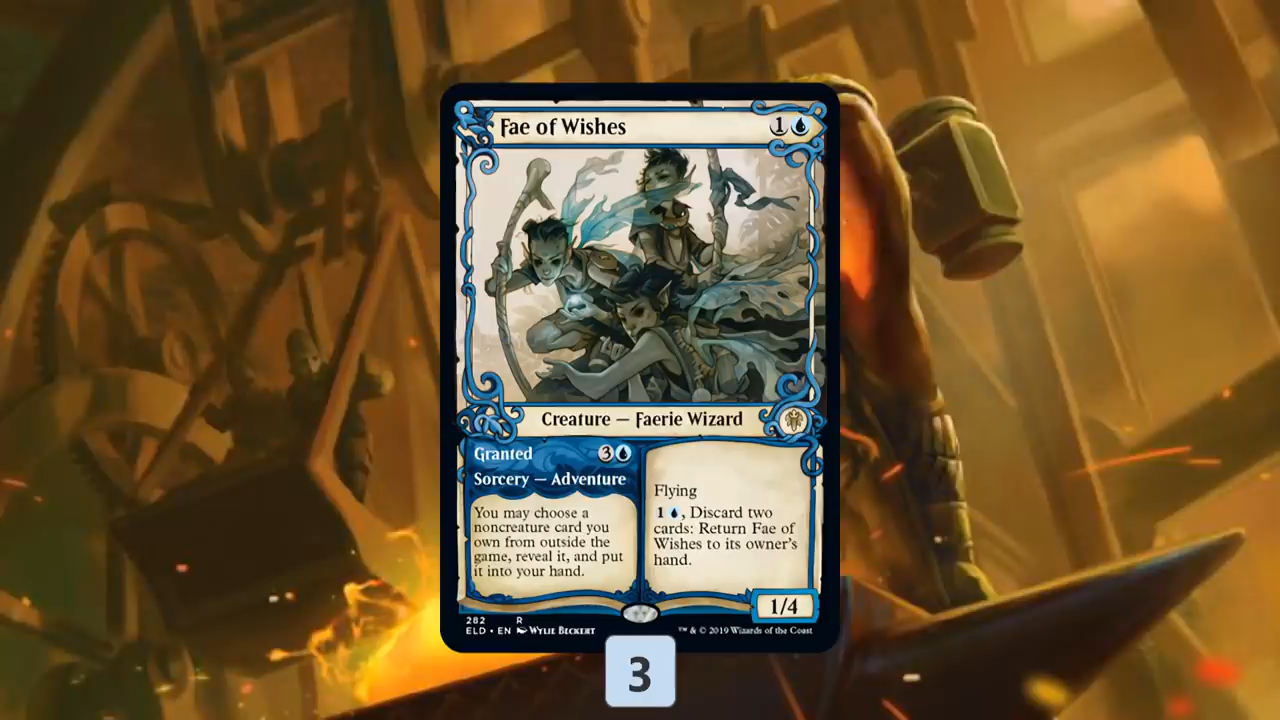 Fae of Wishes 1
Creature — Faerie Wizard
Granted 3
Sorcery — Adventure
You may choose a
noncreature card you
own from outside the
game, reveal it, and put
it into your hand.
Flying
1 , Discard two
cards: Return Fae of
Wishes to its owner's
hand.
1/4
282 R
ELD • EN WYLIE BECKERT
™ & © 2019 Wizards of the Coast
3